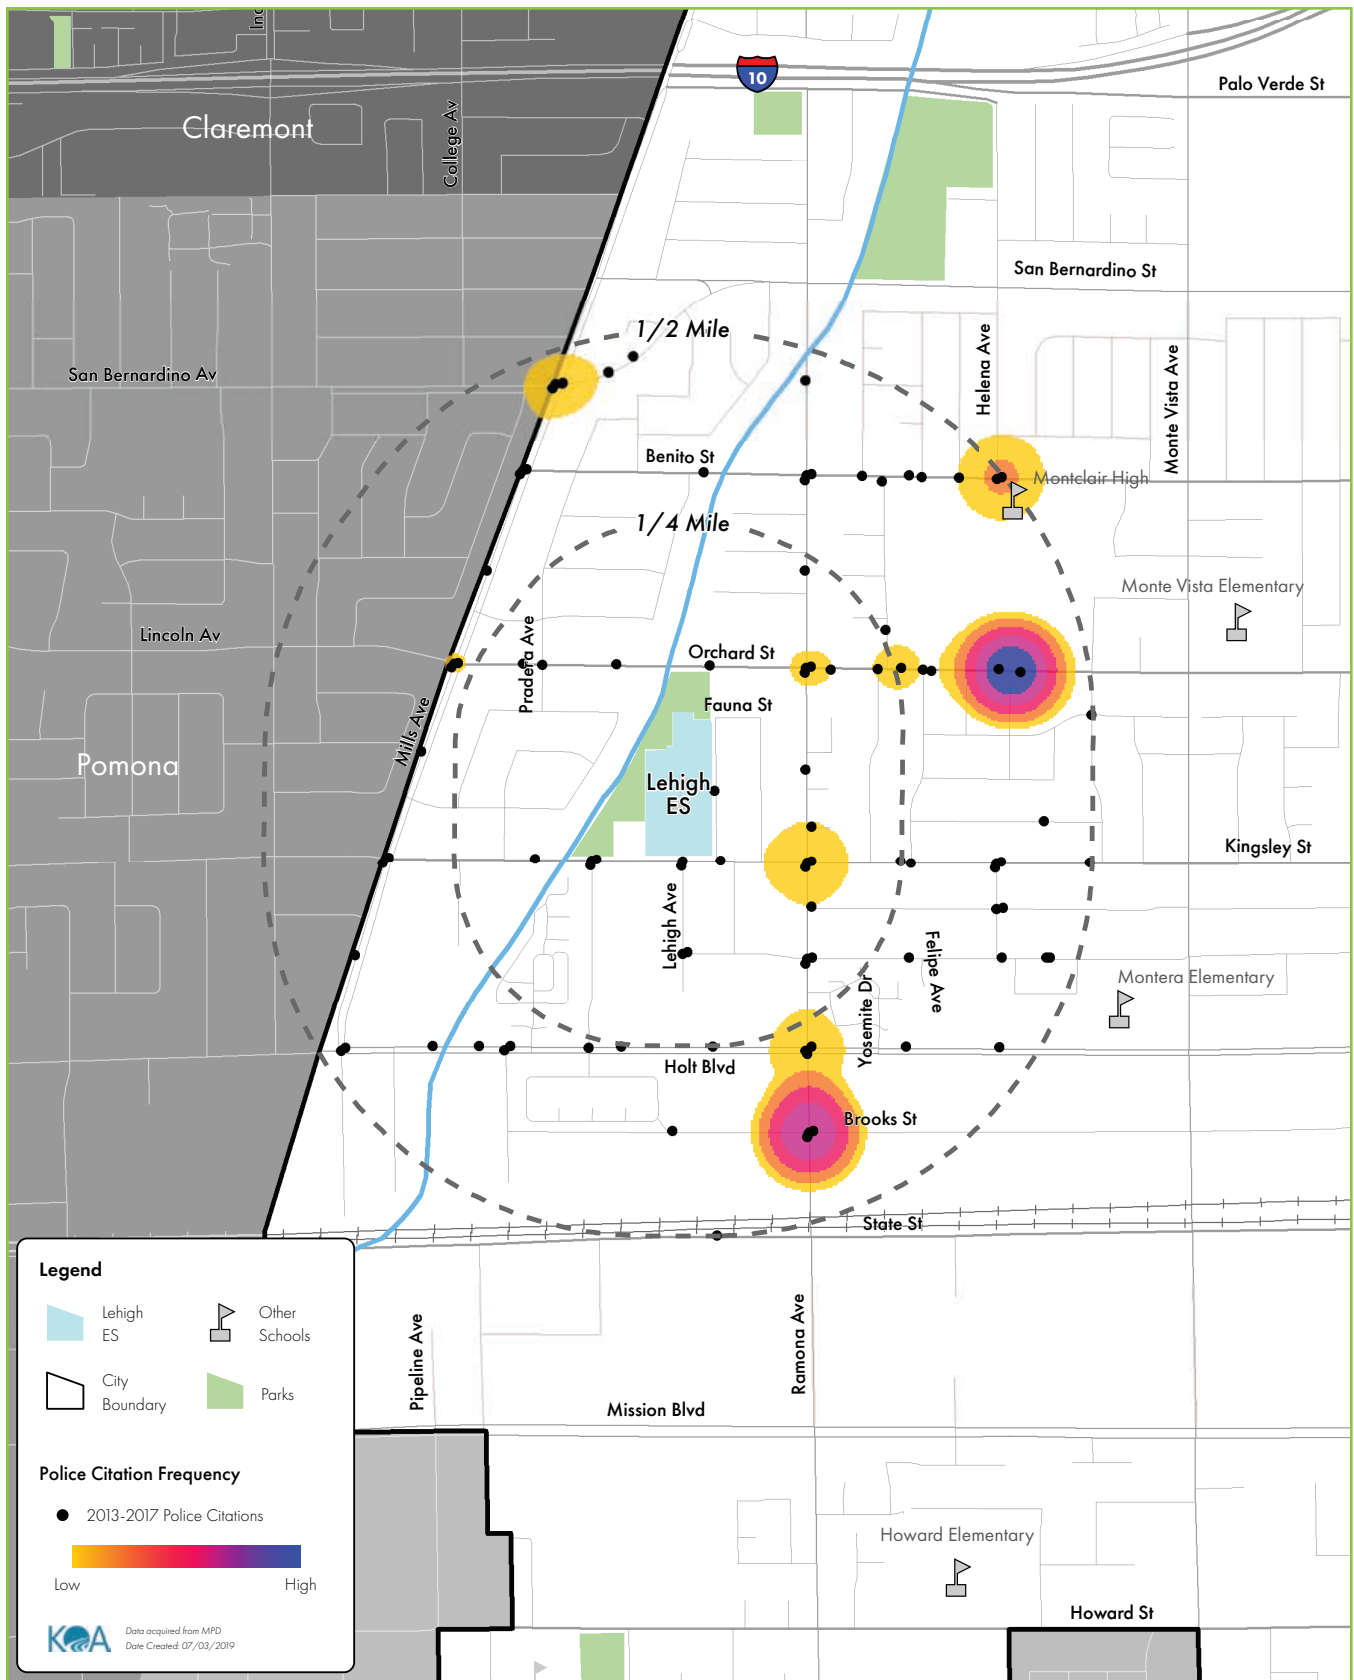 Inc
10
Palo Verde St
Claremont
College Av
San Bernardino St
1/2 Mile
Helena Ave
Monte Vista Ave
San Bernardino Av
Benito St
Montclair High
1/4 Mile
Monte Vista Elementary
Lincoln Av
Pradera Ave
Orchard St
Fauna St
Mills Ave
Pomona
Lehigh
ES
Kingsley St
Lehigh Ave
Felipe Ave
Yosemite Dr
Montera Elementary
Holt Blvd
Brooks St
State St
Pipeline Ave
Ramona Ave
Mission Blvd
Howard Elementary
Howard St
Legend
Lehigh
ES
Other
Schools
City
Boundary
Parks
Police Citation Frequency
2013-2017 Police Citations
Low
High
KOA
Data acquired from MPD
Date Created: 07/03/2019